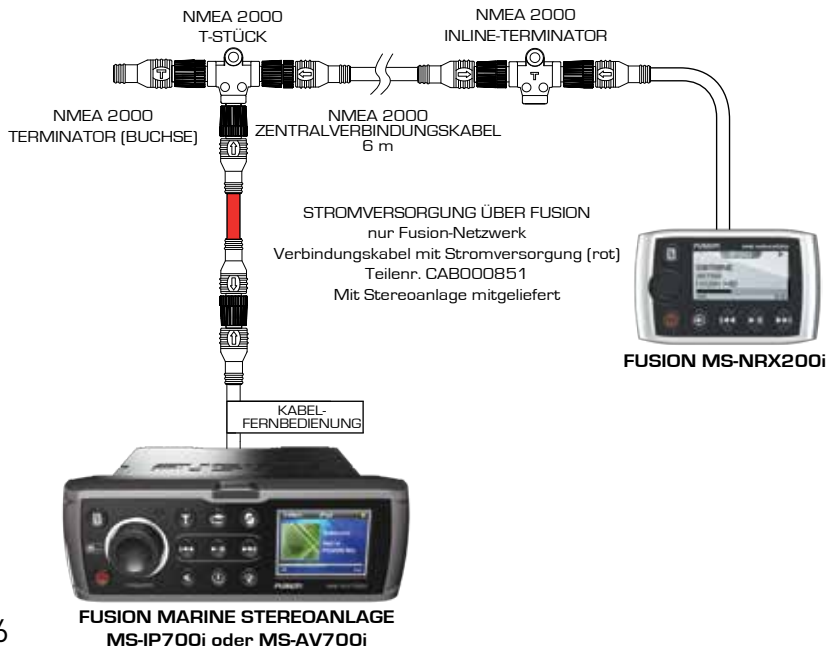 NMEA 2000
T-STÜCK
NMEA 2000
INLINE-TERMINATOR
T
T
NMEA 2000
TERMINATOR (BUCHSE)
NMEA 2000
ZENTRALVERBINDUNGSKABEL
6 m
STROMVERSORGUNG ÜBER FUSION
nur Fusion-Netzwerk
Verbindungskabel mit Stromversorgung (rot)
Teilenr. CAB000851
Mit Stereoanlage mitgeliefert
FUSION
FUSION MS-NRX200i
KABEL-
FERNBEDIENUNG
FUSION
FUSION MARINE STEREOANLAGE
MS-IP700i oder MS-AV700i